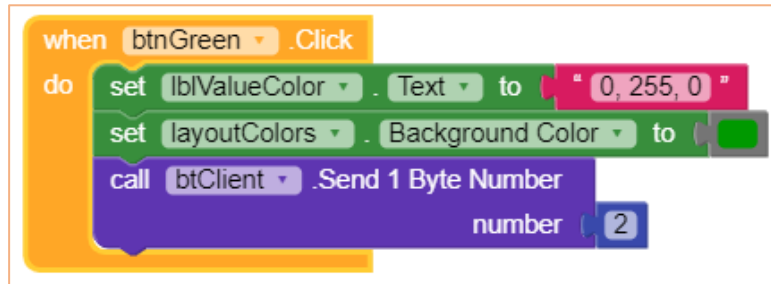 when btnGreen .Click
do set lblValueColor . Text to “ 0, 255, 0 ”
set layoutColors . Background Color to
call btClient .Send 1 Byte Number
number 2